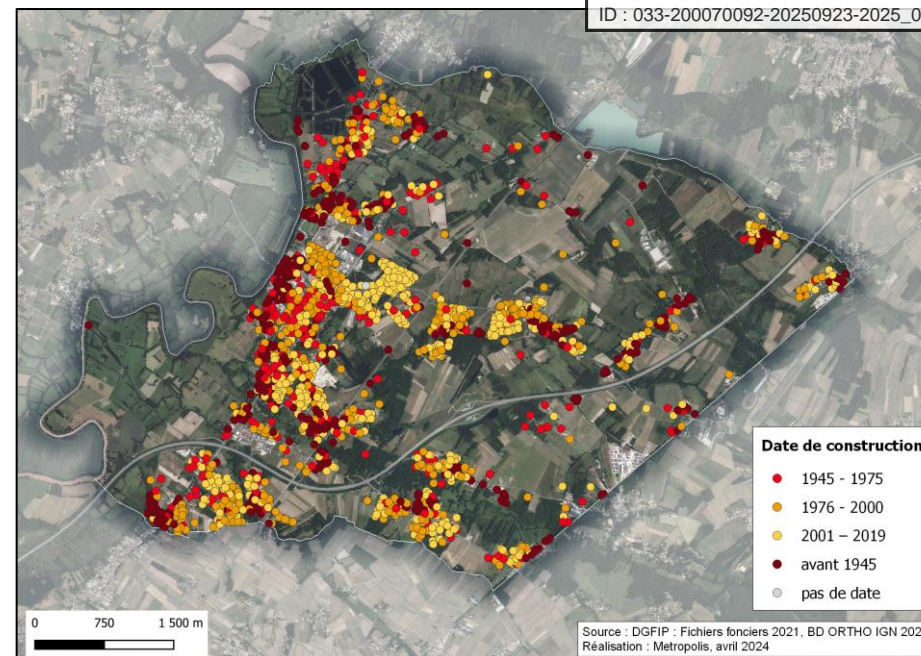 ID : 033-200070092-20250923-2025_0
Date de construction
1945 - 1975
1976 - 2000
2001 – 2019
avant 1945
pas de date
0 750 1 500 m
Source : DGFIP : Fichiers fonciers 2021, BD ORTHO IGN 202
Réalisation : Metropolis, avril 2024